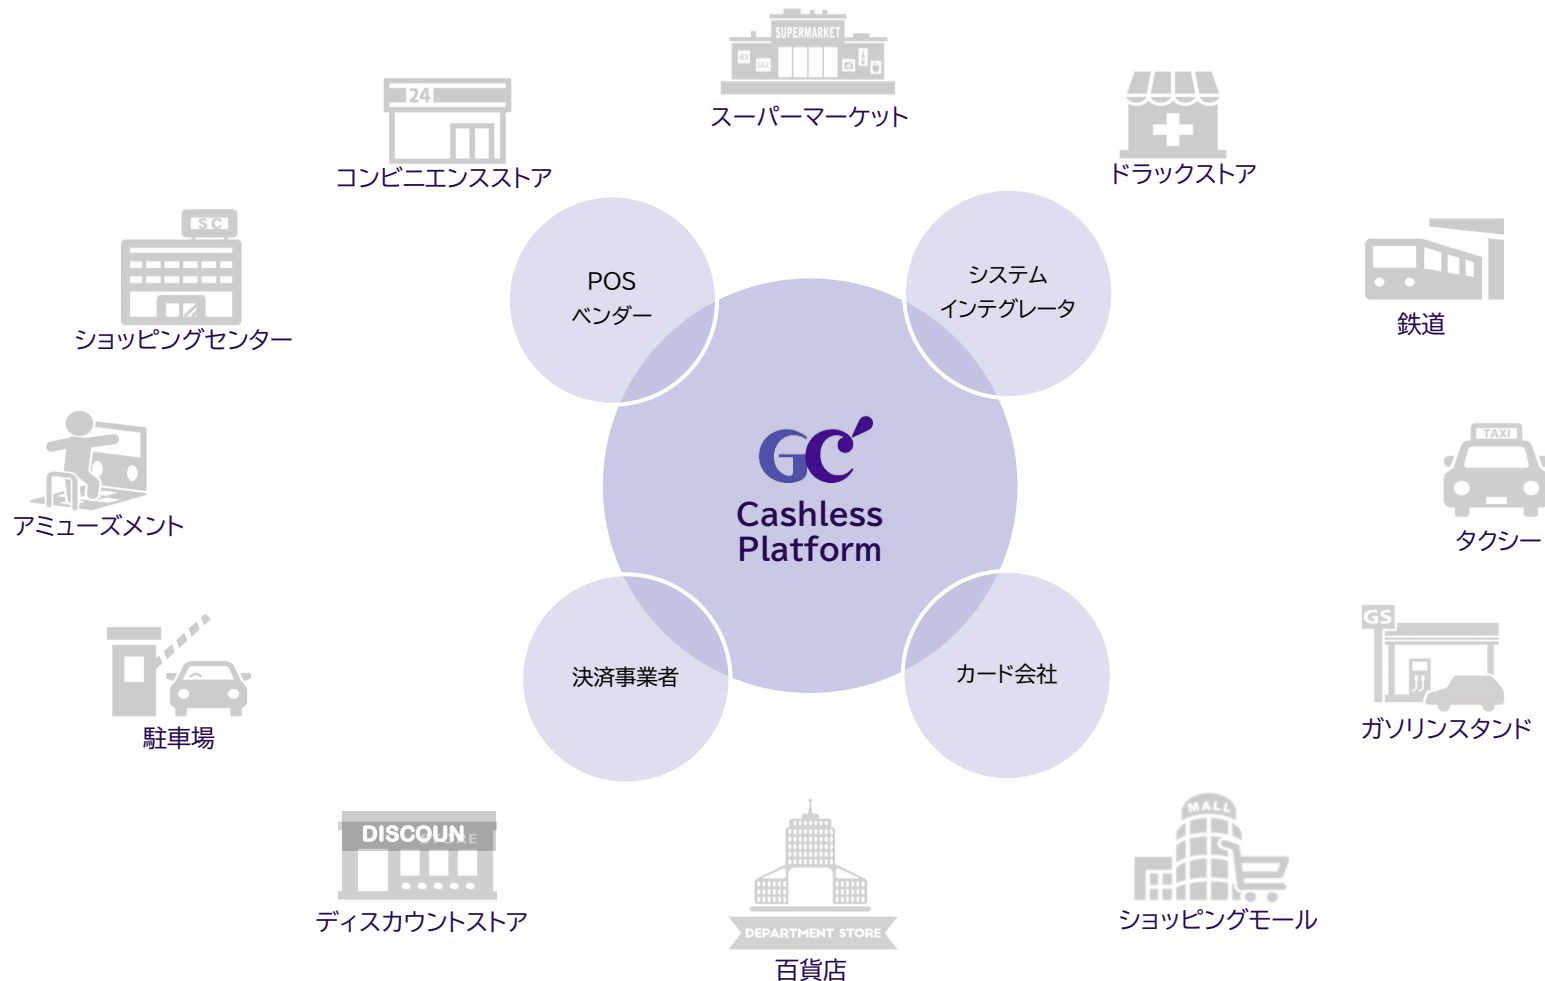 SUPERMARKET
NEW
SALE
スーパーマーケット
24
コンビニエンスストア
ドラックストア
SC
ショッピングセンター
鉄道
POS
ベンダー
システム
インテグレータ
アミューズメント
GC
Cashless
Platform
TAXI
タクシー
駐車場
決済事業者
カード会社
GS
ガソリンスタンド
DISCOUN
STORE
ディスカウントストア
DEPARTMENT STORE
百貨店
MALL
ショッピングモール